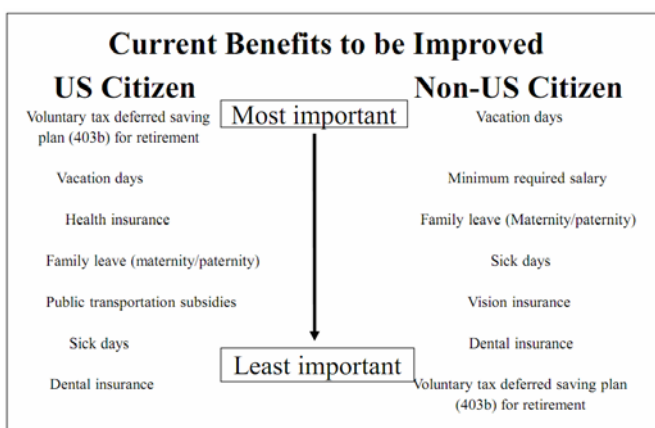 Current Benefits to be Improved
US Citizen
Non-US Citizen
Most important
Voluntary tax deferred saving
plan (403b) for retirement
Vacation days
Health insurance
Family leave (maternity/paternity)
Public transportation subsidies
Sick days
Dental insurance
Vacation days
Minimum required salary
Family leave (Maternity/paternity)
Sick days
Vision insurance
Dental insurance
Voluntary tax deferred saving plan
(403b) for retirement
Least important